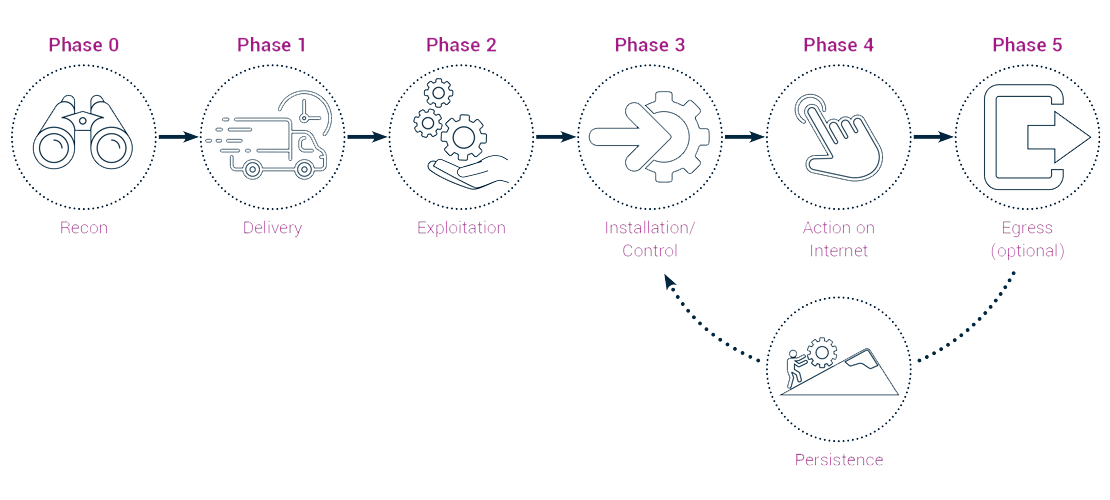 Phase 0
Phase 1
Phase 2
Phase 3
Phase 4
Phase 5
Recon
Delivery
Exploitation
Installation/
Control
Action on
Internet
Egress
(optional)
Persistence